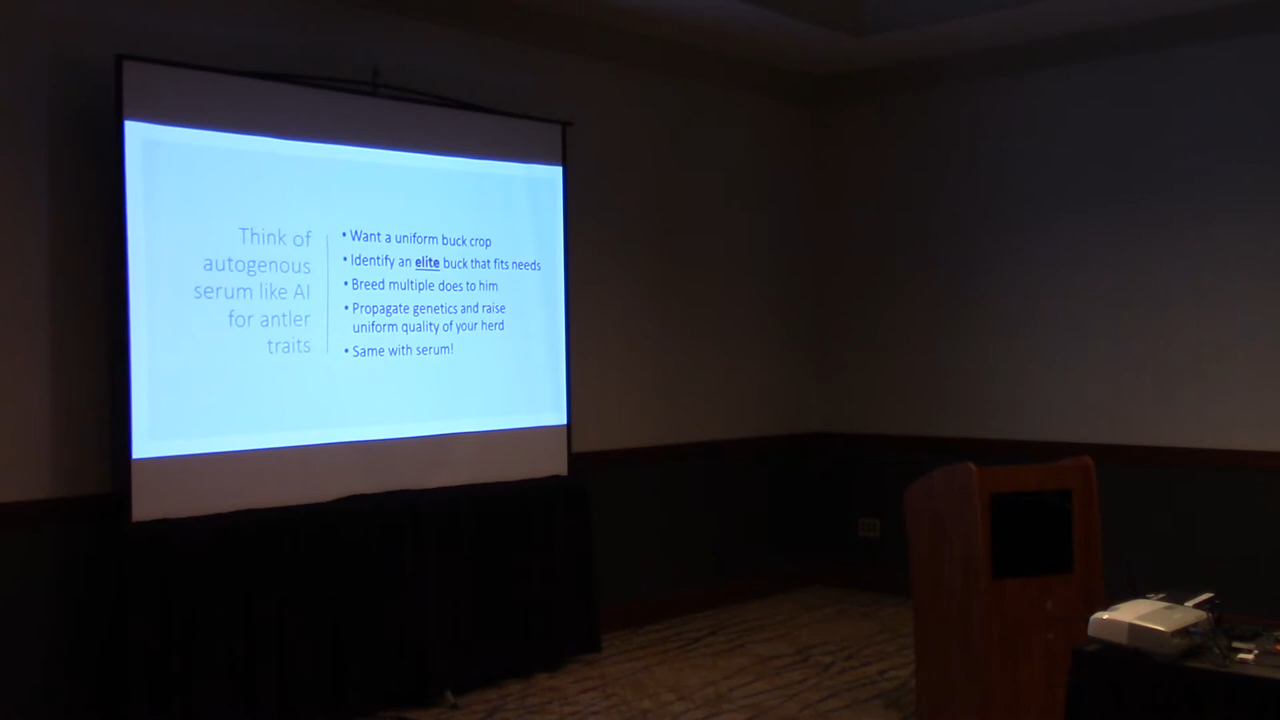 Think of
autogenous
serum like AI
for antler
traits
• Want a uniform buck crop
• Identify an elite buck that fits needs
• Breed multiple does to him
• Propagate genetics and raise
uniform quality of your herd
• Same with serum!